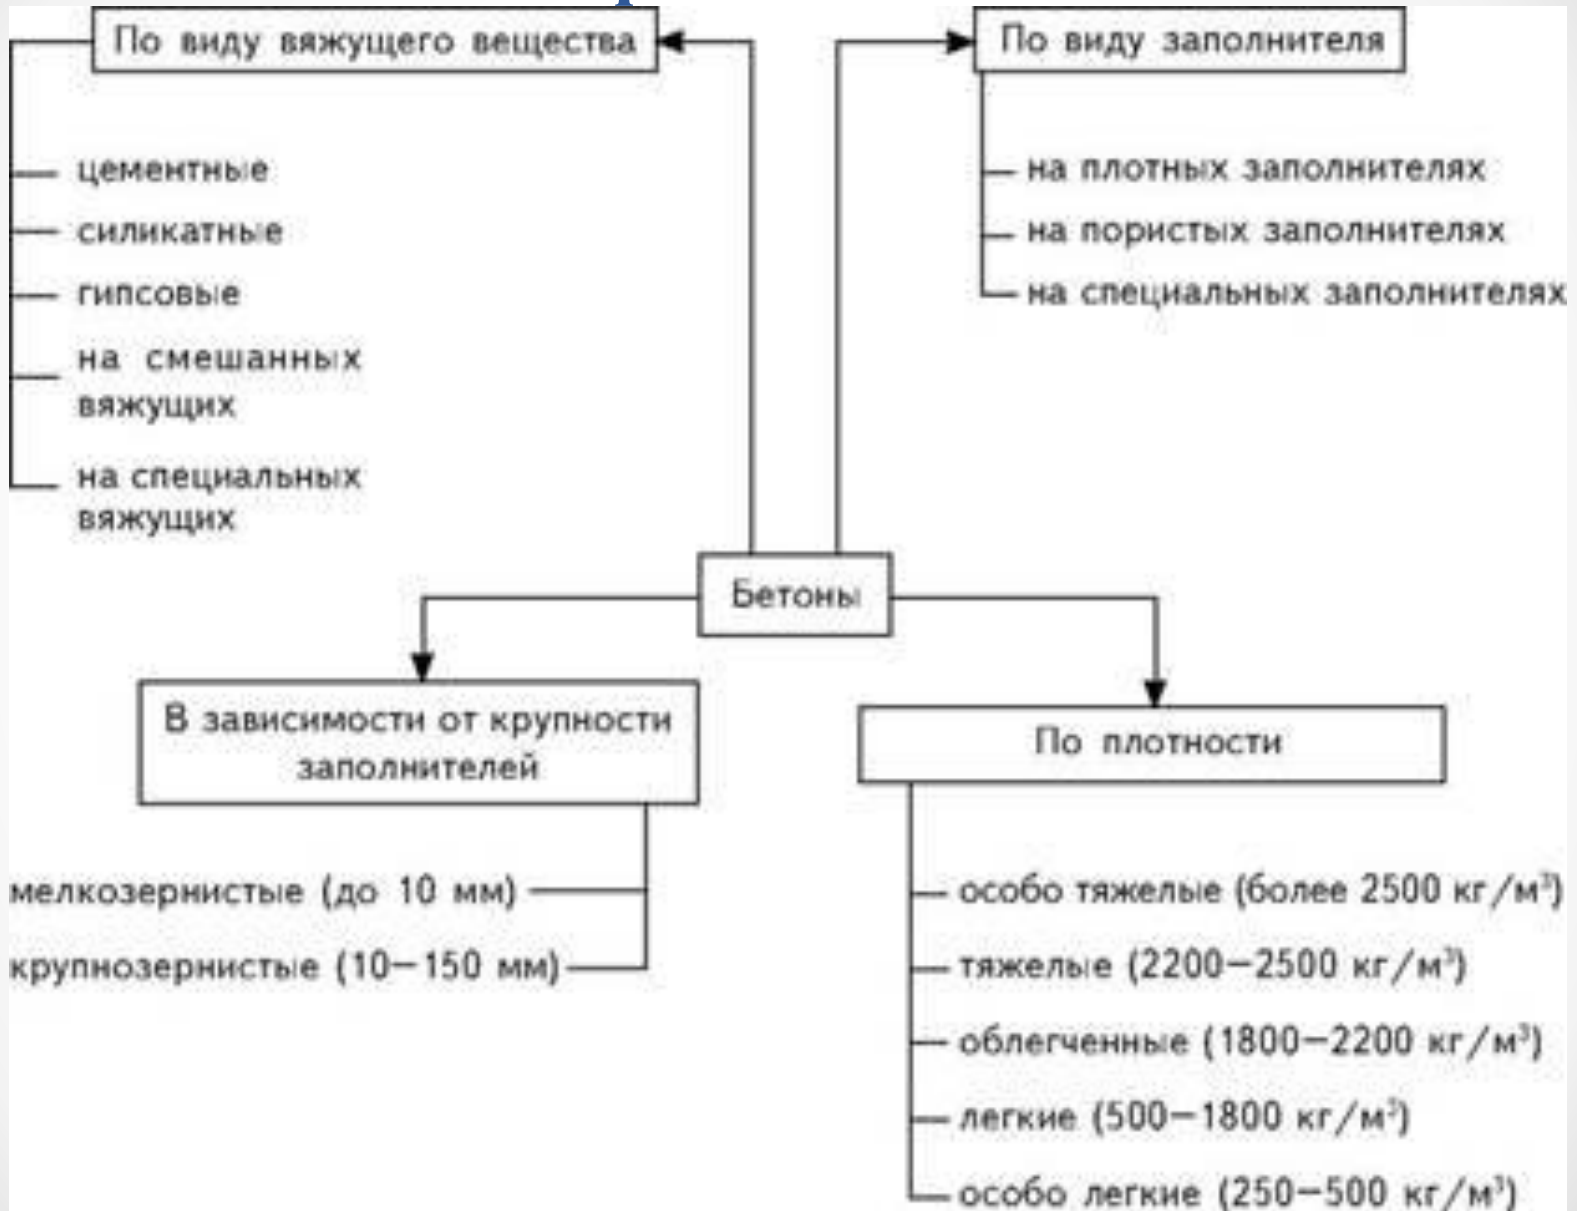 По виду вяжущего вещества
цементные
силикатные
гипсовые
на смешанных
вяжущих
на специальных
вяжущих
По виду заполнителя
на плотных заполнителях
на пористых заполнителях
на специальных заполнителях
Бетоны
В зависимости от крупности
заполнителей
мелкозернистые (до 10 мм)
крупнозернистые (10—150 мм)
По плотности
особо тяжелые (более 2500 кг/м³)
тяжелые (2200—2500 кг/м³)
облегченные (1800—2200 кг/м³)
легкие (500—1800 кг/м³)
особо легкие (250—500 кг/м³)